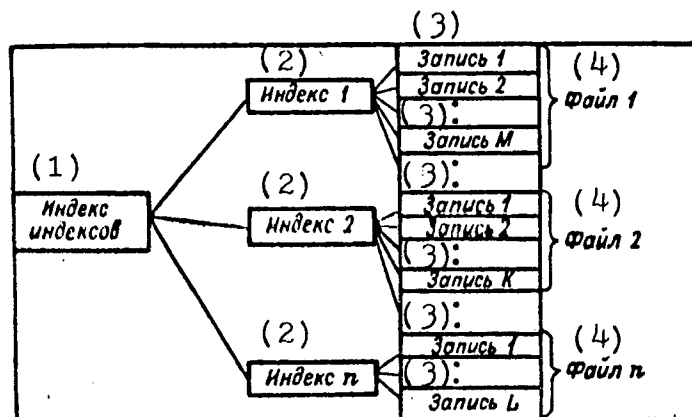 (3)
(2) Запись 1 (4)
Индекс 1 Запись 2 Файл 1
(3):
Запись М
(1) (2) (3):
Индекс индексов Запись 1 (4)
Индекс 2 Запись 2 Файл 2
(3):
Запись К
(2) (3):
Запись 1 (4)
Индекс n (3): Файл n
Запись L